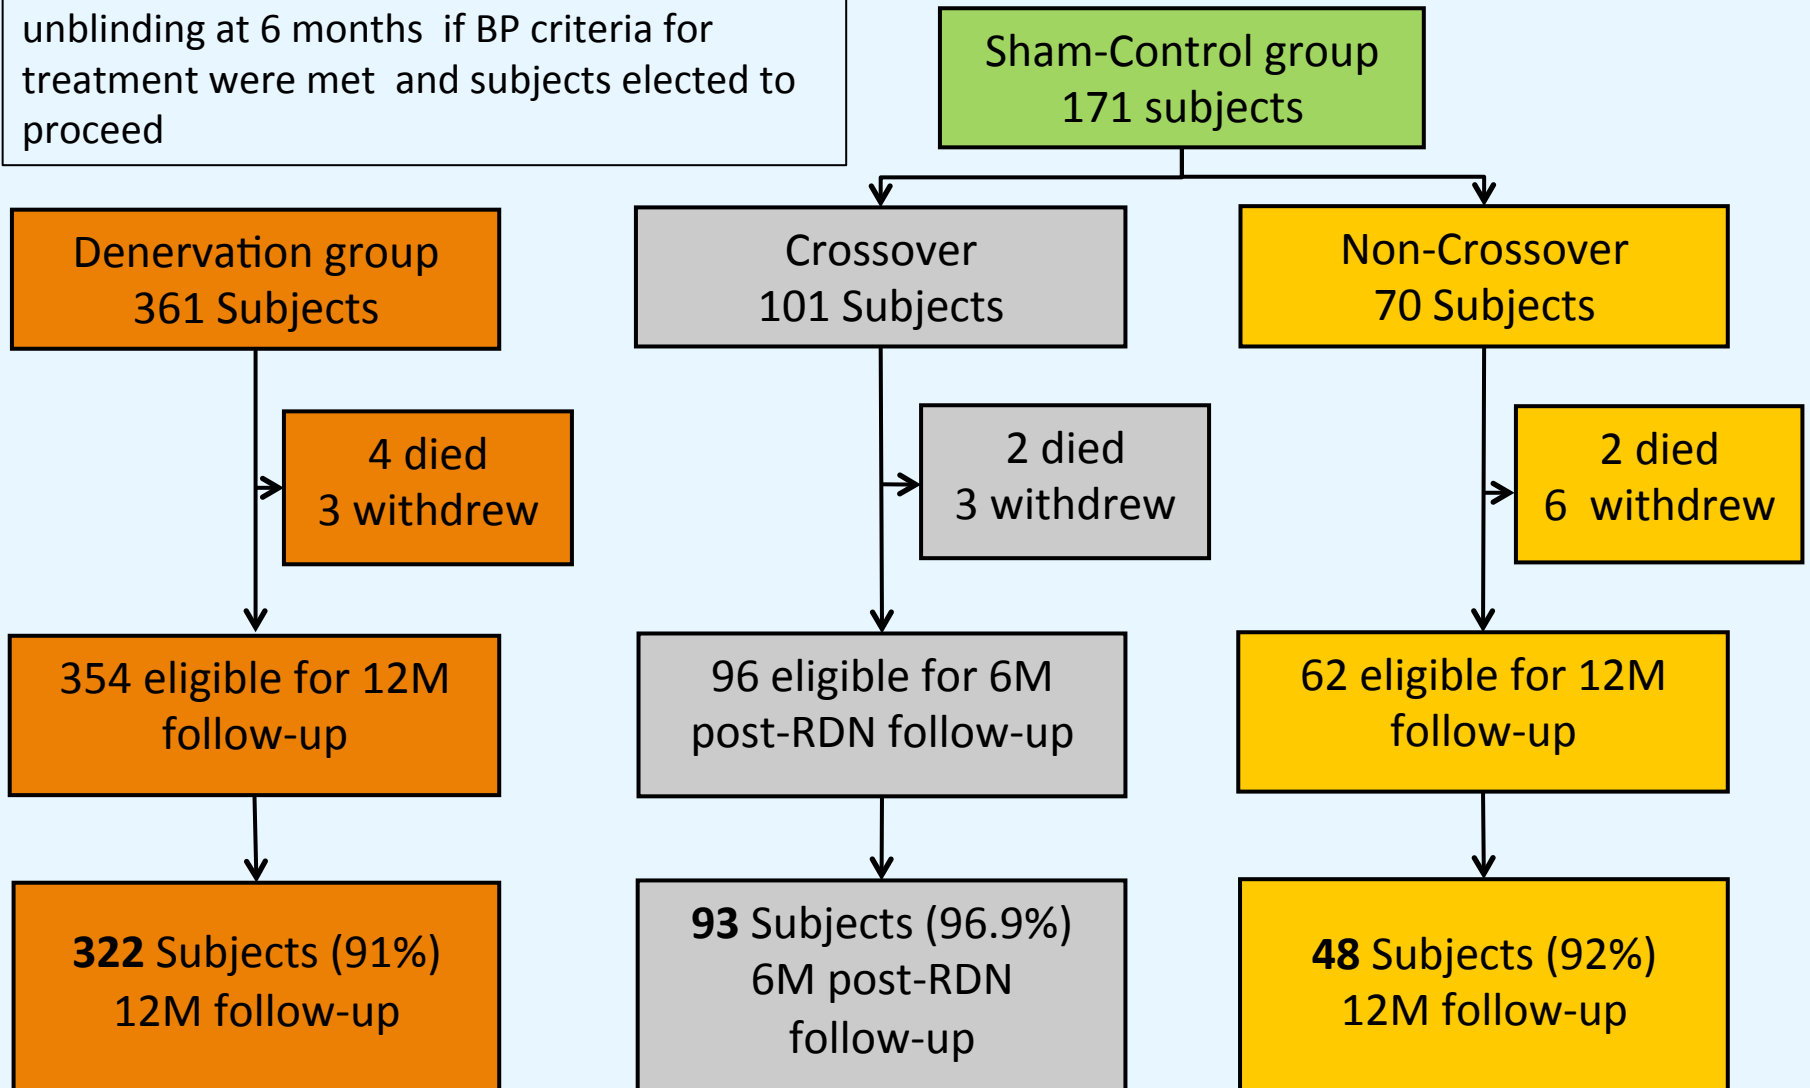 unblinding at 6 months if BP criteria for
treatment were met and subjects elected to
proceed
Sham-Control group
171 subjects
Denervation group
361 Subjects
Crossover
101 Subjects
Non-Crossover
70 Subjects
4 died
3 withdrew
2 died
3 withdrew
2 died
6 withdrew
354 eligible for 12M
follow-up
96 eligible for 6M
post-RDN follow-up
62 eligible for 12M
follow-up
322 Subjects (91%)
12M follow-up
93 Subjects (96.9%)
6M post-RDN
follow-up
48 Subjects (92%)
12M follow-up